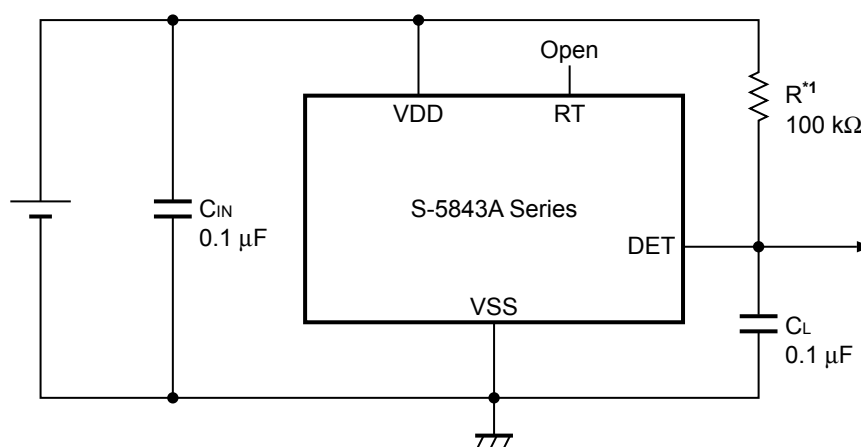 Open
VDD
RT
R*1
100 kΩ
CIN
0.1 μF
S-5843A Series
DET
VSS
CL
0.1 μF